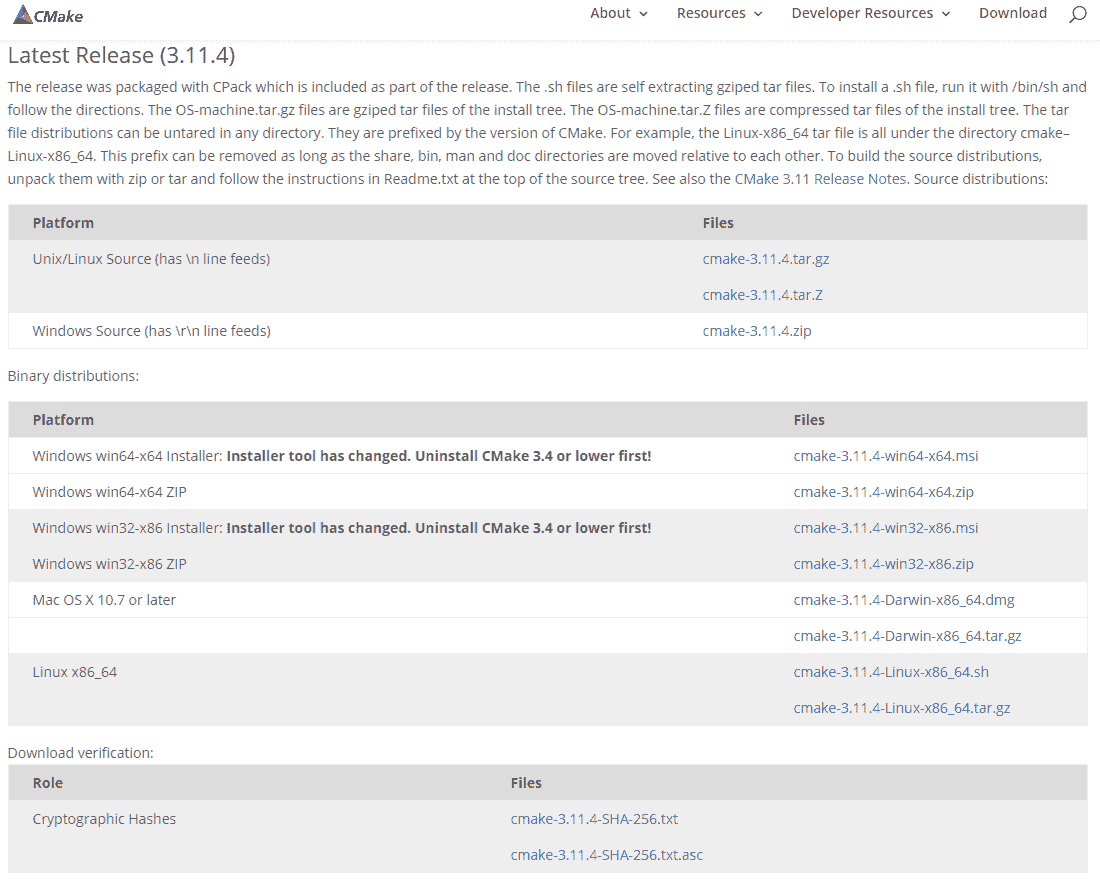 CMake
About
Resources
Developer Resources
Download
Latest Release (3.11.4)
The release was packaged with CPack which is included as part of the release. The .sh files are self extracting gziped tar files. To install a .sh file, run it with /bin/sh and
follow the directions. The OS-machine.tar.gz files are gziped tar files of the install tree. The OS-machine.tar.Z files are compressed tar files of the install tree. The tar
file distributions can be untared in any directory. They are prefixed by the version of CMake. For example, the Linux-x86_64 tar file is all under the directory cmake–
Linux-x86_64. This prefix can be removed as long as the share, bin, man and doc directories are moved relative to each other. To build the source distributions,
unpack them with zip or tar and follow the instructions in Readme.txt at the top of the source tree. See also the CMake 3.11 Release Notes. Source distributions:
Platform Files
Unix/Linux Source (has \n line feeds) cmake-3.11.4.tar.gz
cmake-3.11.4.tar.Z
Windows Source (has \r\n line feeds) cmake-3.11.4.zip
Binary distributions:
Platform Files
Windows win64-x64 Installer: Installer tool has changed. Uninstall CMake 3.4 or lower first! cmake-3.11.4-win64-x64.msi
Windows win64-x64 ZIP cmake-3.11.4-win64-x64.zip
Windows win32-x86 Installer: Installer tool has changed. Uninstall CMake 3.4 or lower first! cmake-3.11.4-win32-x86.msi
Windows win32-x86 ZIP cmake-3.11.4-win32-x86.zip
Mac OS X 10.7 or later cmake-3.11.4-Darwin-x86_64.dmg
cmake-3.11.4-Darwin-x86_64.tar.gz
Linux x86_64 cmake-3.11.4-Linux-x86_64.sh
cmake-3.11.4-Linux-x86_64.tar.gz
Download verification:
Role Files
Cryptographic Hashes cmake-3.11.4-SHA-256.txt
cmake-3.11.4-SHA-256.txt.asc